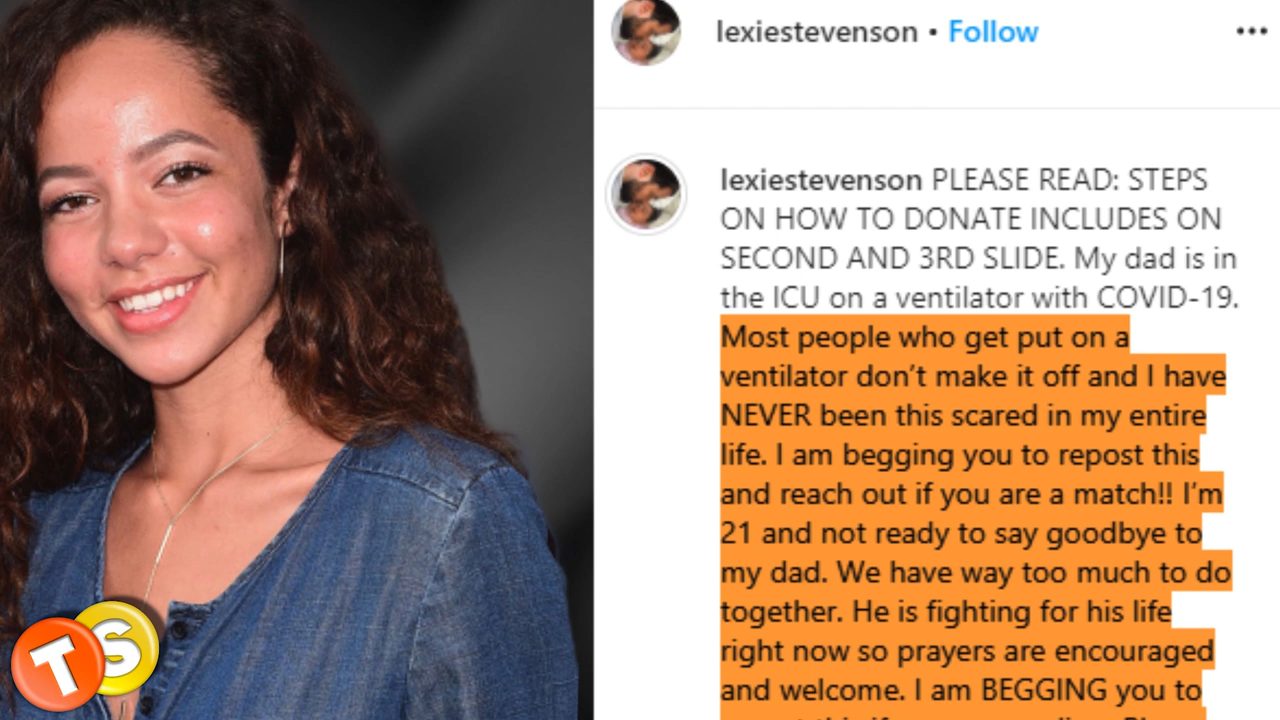 lexiestevenson • Follow
lexiestevenson PLEASE READ: STEPS
ON HOW TO DONATE INCLUDES ON
SECOND AND 3RD SLIDE. My dad is in
the ICU on a ventilator with COVID-19.
Most people who get put on a
ventilator don’t make it off and I have
NEVER been this scared in my entire
life. I am begging you to repost this
and reach out if you are a match!! I’m
21 and not ready to say goodbye to
my dad. We have way too much to do
together. He is fighting for his life
right now so prayers are encouraged
and welcome. I am BEGGING you to
TS